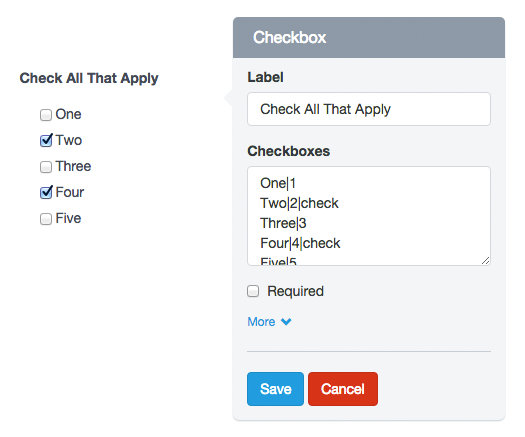 Check All That Apply
One
Two
Three
Four
Five
Checkbox
Label
Check All That Apply
Checkboxes
One|1
Two|2|check
Three|3
Four|4|check
Five|5
Required
More
Save
Cancel